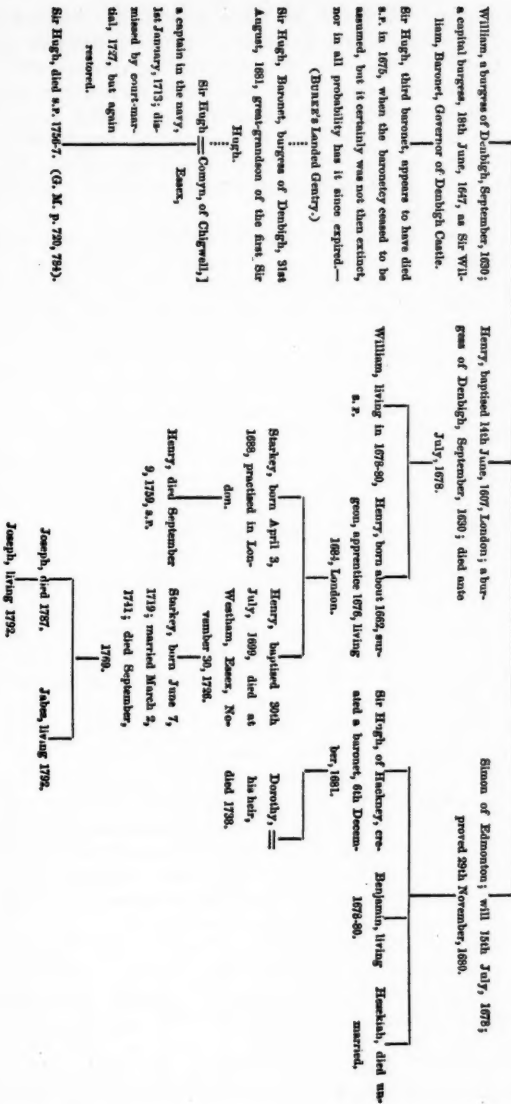 William, a burgess of Denbigh, September, 1630;
a capital burgess, 18th June, 1647, as Sir Wil-
liam, Baronet, Governor of Denbigh Castle.
Sir Hugh, third baronet, appears to have died
s.p. in 1675, when the baronetcy ceased to be
assumed, but it certainly was not then extinct,
nor in all probability has it since expired.—
(BURKE'S Landed Gentry.)
Sir Hugh, Baronet, burgess of Denbigh, 31st
August, 1681, great-grandson of the first Sir
Hugh.
Sir Hugh = Comyn, of Chigwell, ]
a captain in the navy, Essex,
1st January, 1713; dis-
missed by court-mar-
tial, 1727, but again
restored.
Sir Hugh, died s.p. 1756-7. (G. M. p. 720, 784).
Henry, baptised 14th June, 1607, London; a bur-
gess of Denbigh, September, 1630; died ante
July, 1678.
William, living in 1678-80,
s. P.
Henry, born about 1662, sur-
geon, apprentice 1676, living
1684, London.
Starkey, born April 3,
1688, practised in Lon-
don.
Henry, baptised 30th
July, 1699, died at
Westham, Essex, No-
vember 30, 1736.
Henry, died September
9, 1759, s.p.
Starkey, born June 7,
1719; married March 2,
1741; died September,
1769.
Joseph, died 1787.
Jabez, living 1792.
Joseph, living 1792.
Simon of Edmonton; will 15th July, 1678;
proved 29th November, 1680.
Sir Hugh, of Hackney, cre-
ated a baronet, 6th Decem-
ber, 1681.
Benjamin, living
1678-80.
Hezekiah, died un-
married,
Dorothy, =
his heir,
died 1738.